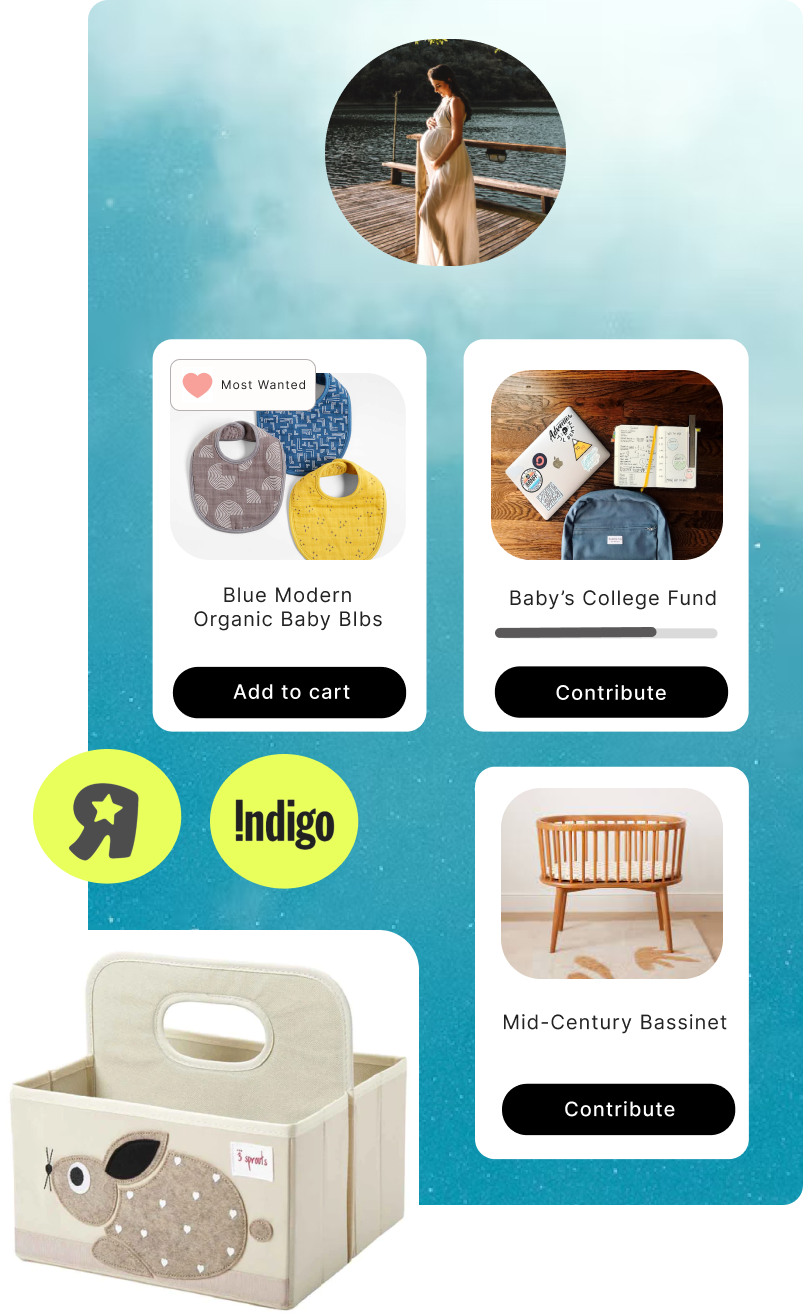 Most Wanted
Blue Modern
Organic Baby BIbs
Add to cart
Baby’s College Fund
Contribute
R
!ndigo
Mid-Century Bassinet
Contribute
3 sprouts